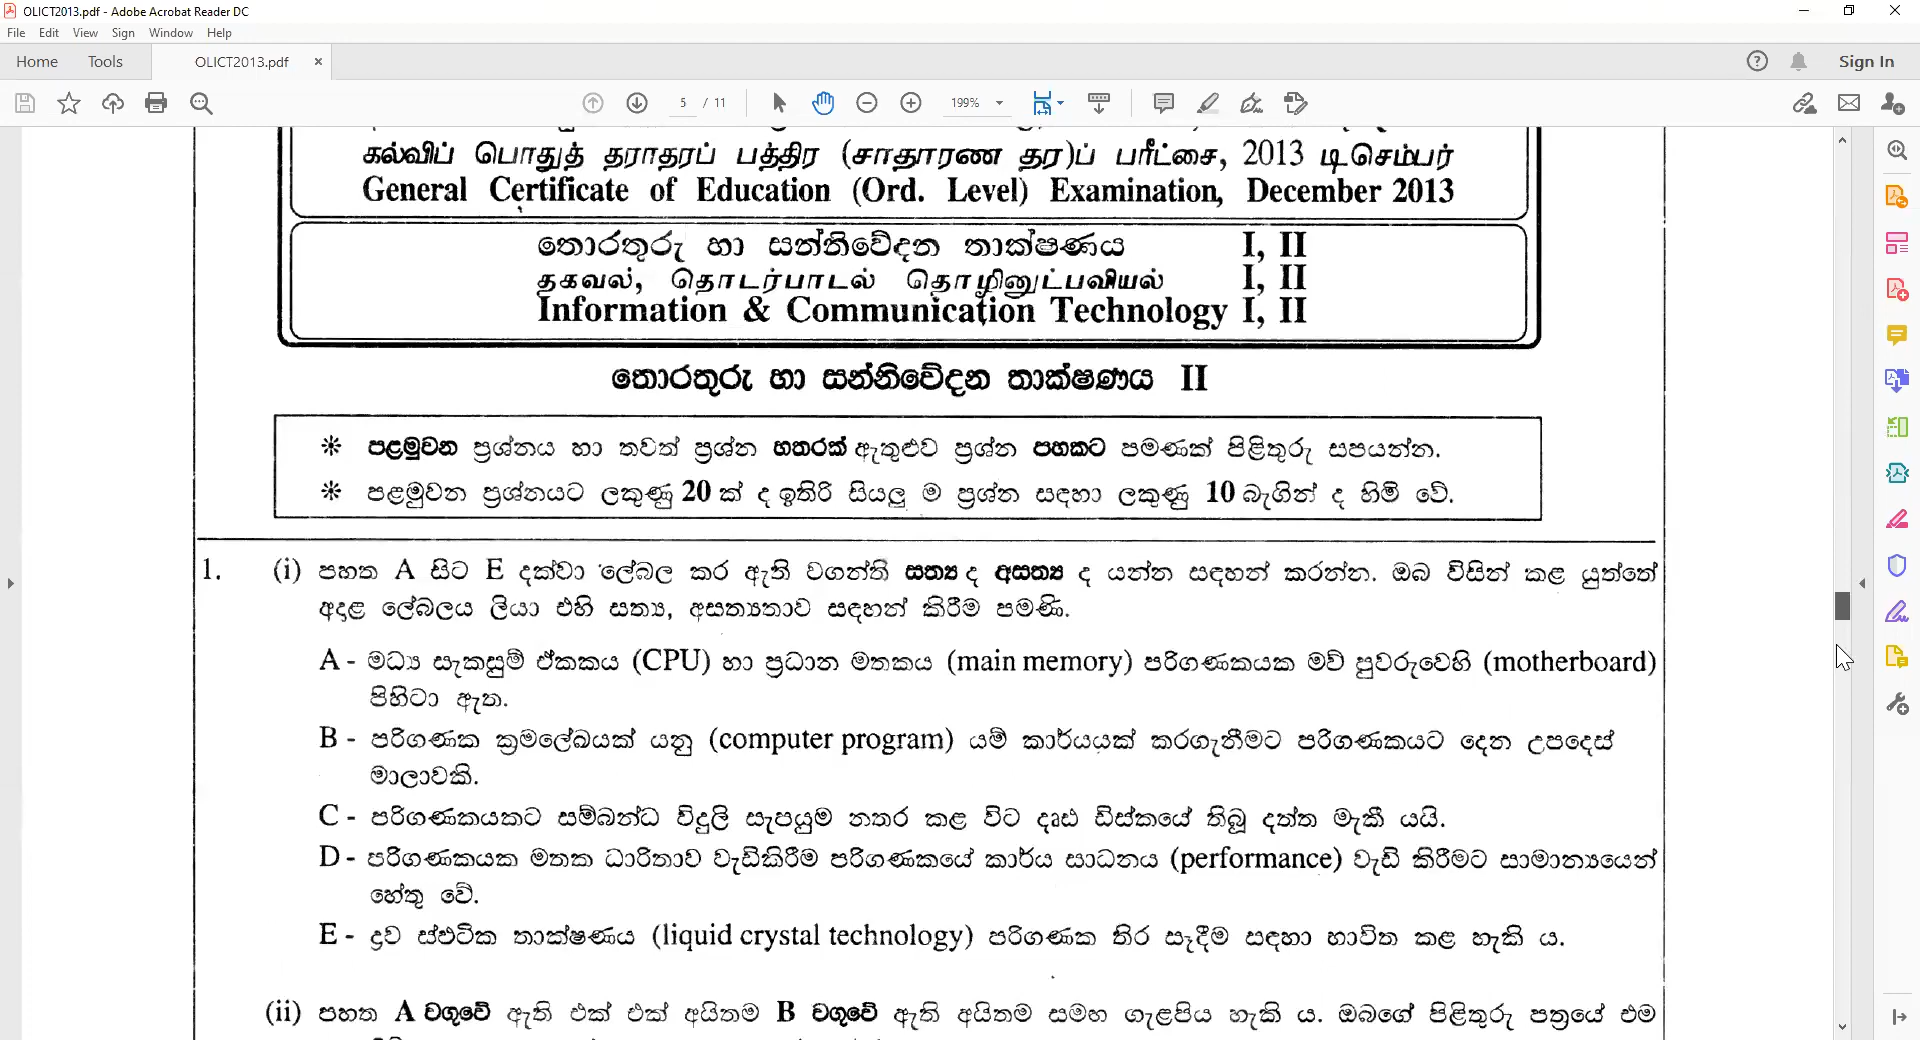 OLICT2013.pdf - Adobe Acrobat Reader DC
File Edit View Sign Window Help
Home Tools OLICT2013.pdf × Sign In
5 / 11 199%
கல்விப் பொதுத் தராதரப் பத்திர (சாதாரண தர)ப் பரீட்சை, 2013 டிசெம்பர்
General Certificate of Education (Ord. Level) Examination, December 2013
තොරතුරු හා සන්නිවේදන තාක්ෂණය I, II
தகவல், தொடர்பாடல் தொழினுட்பவியல் I, II
Information & Communication Technology I, II
තොරතුරු හා සන්නිවේදන තාක්ෂණය II
* පළමුවන ප්‍රශ්නය හා තවත් ප්‍රශ්න හතරක් ඇතුළුව ප්‍රශ්න පහකට පමණක් පිළිතුරු සපයන්න.
* පළමුවන ප්‍රශ්නයට ලකුණු 20 ක් ද ඉතිරි සියලු ම ප්‍රශ්න සඳහා ලකුණු 10 බැගින් ද හිමි වේ.
1. (i) පහත A සිට E දක්වා ලේබල කර ඇති වගන්ති සත්‍ය ද අසත්‍ය ද යන්න සඳහන් කරන්න. ඔබ විසින් කළ යුත්තේ
අදාළ ලේබලය ලියා එහි සත්‍ය, අසත්‍යතාව සඳහන් කිරීම පමණි.
A - මධ්‍ය සැකසුම් ඒකකය (CPU) හා ප්‍රධාන මතකය (main memory) පරිගණකයක මව් පුවරුවෙහි (motherboard)
පිහිටා ඇත.
B - පරිගණක ක්‍රමලේඛයක් යනු (computer program) යම් කාර්යයක් කරගැනීමට පරිගණකයට දෙන උපදෙස්
මාලාවකි.
C - පරිගණකයකට සම්බන්ධ විදුලි සැපයුම නතර කළ විට දෘඪ ඩිස්කයේ තිබූ දත්ත මැකී යයි.
D - පරිගණකයක මතක ධාරිතාව වැඩිකිරීම පරිගණකයේ කාර්ය සාධනය (performance) වැඩි කිරීමට සාමාන්‍යයෙන්
හේතු වේ.
E - ද්‍රව ස්ඵටික තාක්ෂණය (liquid crystal technology) පරිගණක තිර සෑදීම සඳහා භාවිත කළ හැකි ය.
(ii) පහත A වගුවේ ඇති එක් එක් අයිතම B වගුවේ ඇති අයිතම සමඟ ගැළපිය හැකි ය. ඔබගේ පිළිතුරු පත්‍රයේ එම